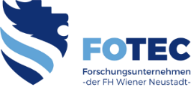 FOTEC
Forschungsunternehmen
-der FH Wiener Neustadt-